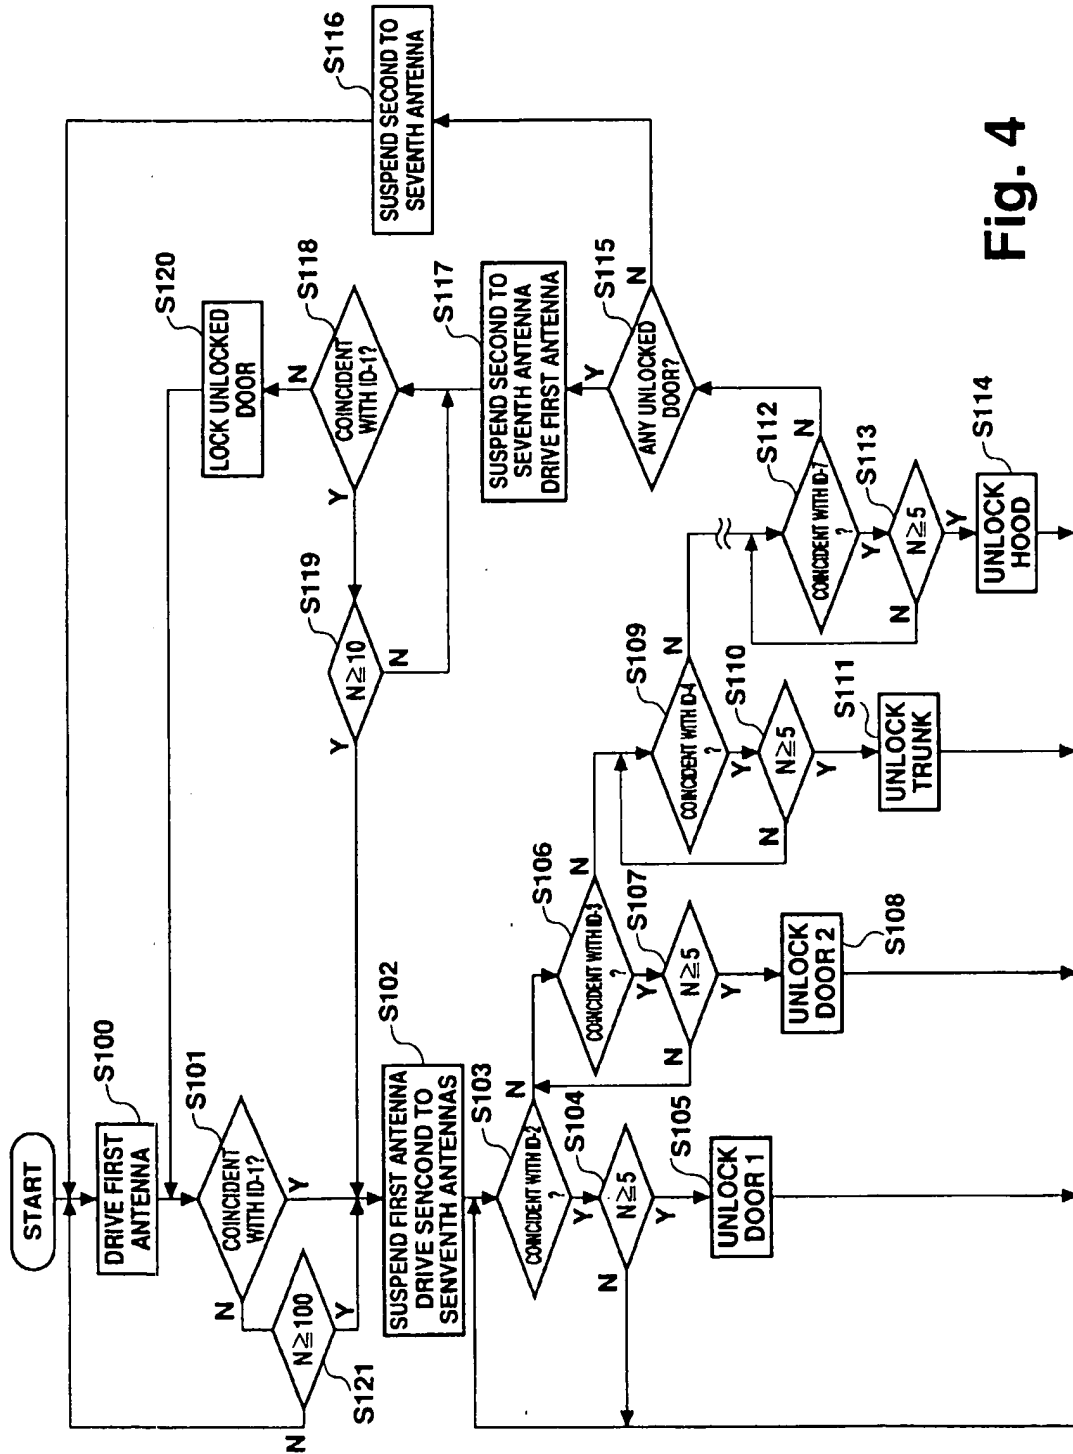 START
S100
DRIVE FIRST
ANTENNA
S101
COINCIDENT
WITH ID-1?
N
Y
N≧100
Y
N
S121
S102
SUSPEND FIRST ANTENNA
DRIVE SENCOND TO
SENVENTH ANTENNAS
S103
COINCIDENT WITH ID-2
?
N
Y
S104
N≧5
N
Y
S105
UNLOCK
DOOR 1
S106
COINCIDENT WITH ID-3
?
N
Y
S107
N≧5
N
Y
UNLOCK
DOOR 2
S108
S109
COINCIDENT WITH ID-4
?
N
Y
S110
N≧5
N
Y
S111
UNLOCK
TRUNK
S112
COINCIDENT WITH ID-7
?
N
Y
S113
N≧5
N
Y
S114
UNLOCK
HOOD
S115
ANY UNLOCKED
DOOR?
N
Y
S116
SUSPEND SECOND TO
SEVENTH ANTENNA
S117
SUSPEND SECOND TO
SEVENTH ANTENNA
DRIVE FIRST ANTENNA
S118
COINCIDENT
WITH ID-1?
N
Y
S119
N≧10
N
Y
S120
LOCK UNLOCKED
DOOR
Fig. 4